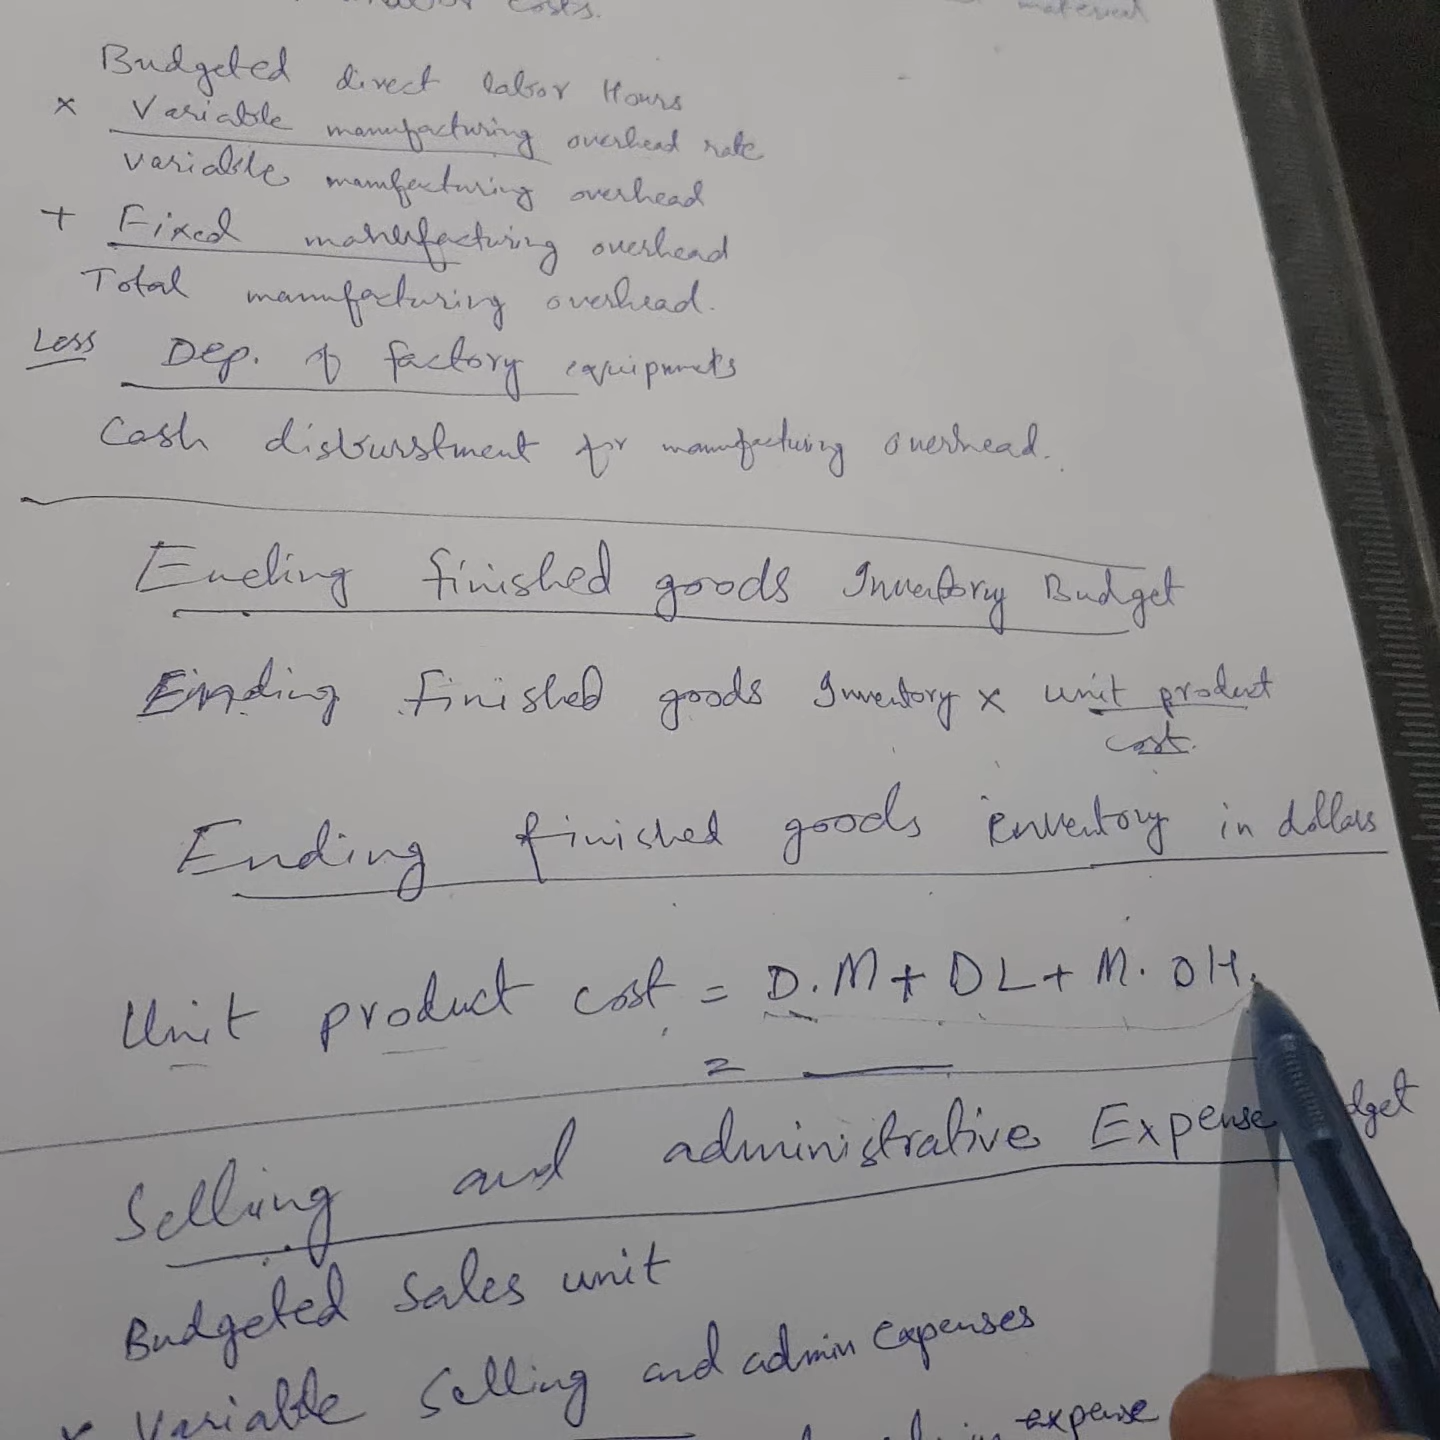 costs.
material
Budgeted direct labor Hours
x Variable manufacturing overhead rate
variable manufacturing overhead
+ Fixed manufacturing overhead
Total manufacturing overhead.
Less Dep. of factory equipments
Cash disburstment for manufacturing overhead.
Ending finished goods Inventory Budget
Ending finished goods Inventory x unit product
cost.
Ending finished goods inventory in dollars
Unit product cost = D.M + DL + M. OH.
=
Selling and administrative Expense
Budgeted Sales unit
x Variable Selling and admin expenses
expense